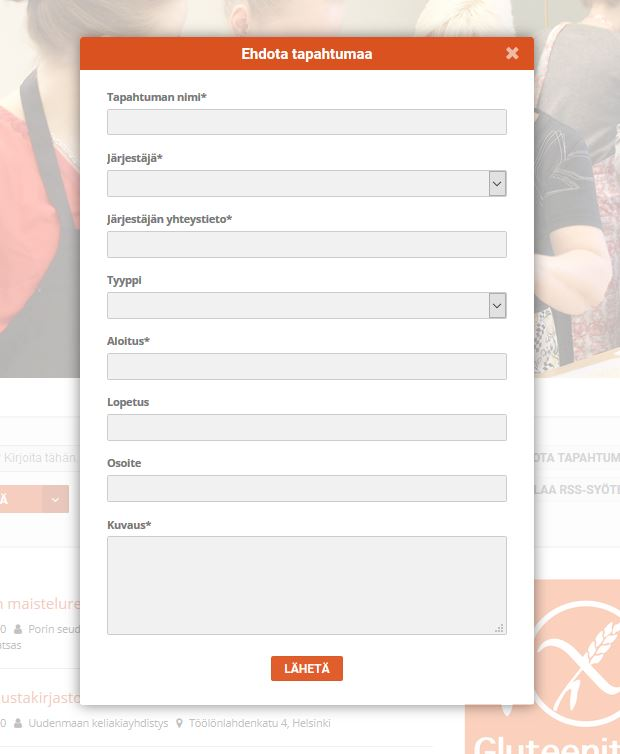 Ehdota tapahtumaa
Tapahtuman nimi*
Järjestäjä*
Järjestäjän yhteystieto*
Tyyppi
Aloitus*
Lopetus
Osoite
Kuvaus*
LÄHETÄ
Kirjoita tähän.
OTA TAPAHTUM
Ä
LAA RSS-SYÖTE
n maistelure
0 Porin seud
atsas
ustakirjasto
0 Uudenmaan keliakiayhdistys Töölönlahdenkatu 4, Helsinki
Gluteenit